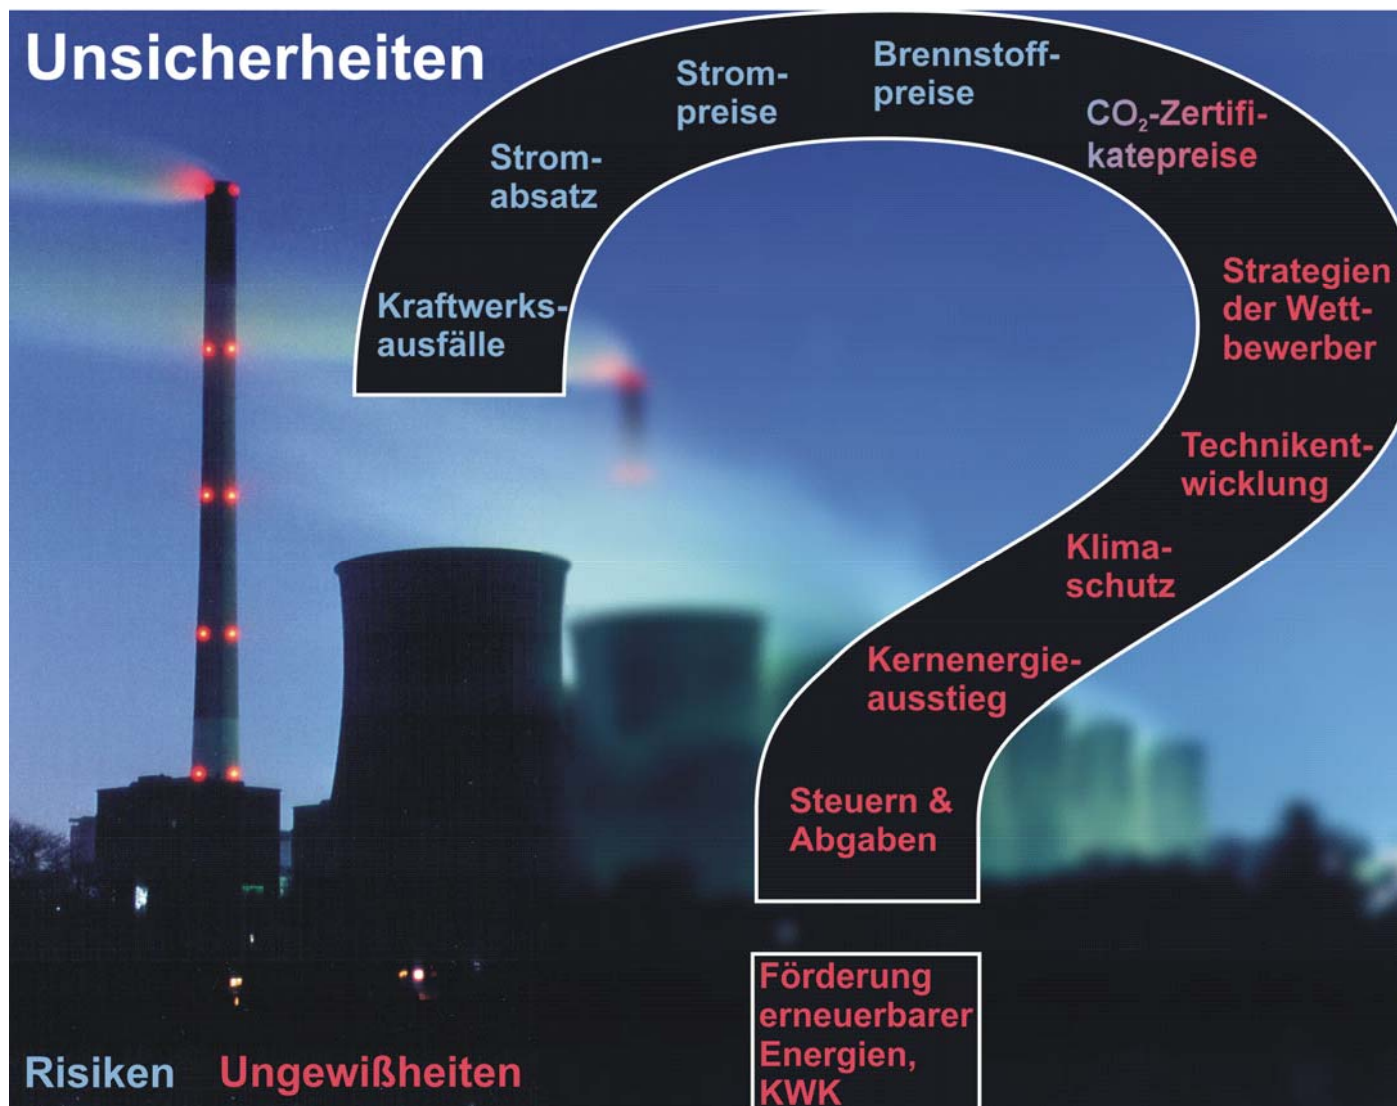 Unsicherheiten
Kraftwerks-
ausfälle
Strom-
absatz
Strom-
preise
Brennstoff-
preise
CO₂-Zertifi-
katepreise
Strategien
der Wett-
bewerber
Technikent-
wicklung
Klima-
schutz
Kernenergie-
ausstieg
Steuern &
Abgaben
Förderung
erneuerbarer
Energien,
KWK
Risiken Ungewißheiten